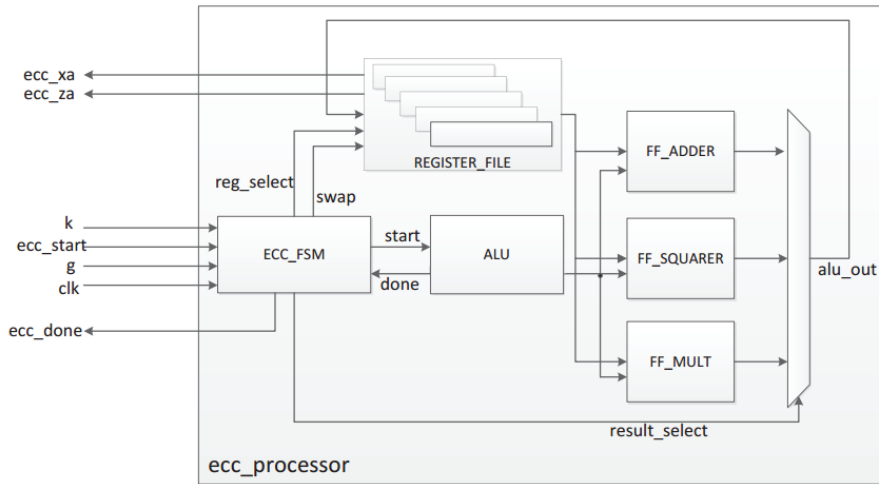 ecc_xa
ecc_za
REGISTER_FILE
FF_ADDER
reg_select
swap
k
ecc_start
g
clk
ECC_FSM
start
done
ALU
FF_SQUARER
alu_out
ecc_done
FF_MULT
result_select
ecc_processor